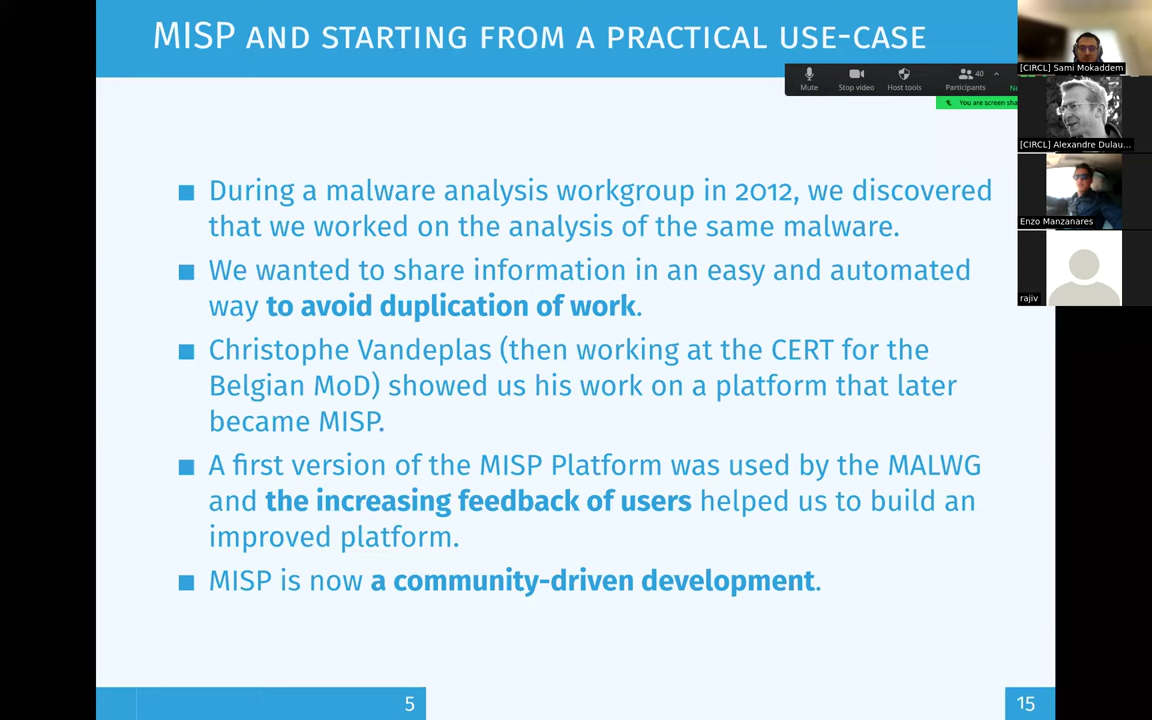 MISP AND STARTING FROM A PRACTICAL USE-CASE
Mute
Stop video
Host tools
Participants
40
You are screen sha
[CIRCL] Sami Mokaddem
[CIRCL] Alexandre Dulau...
Enzo Manzanares
rajiv
■ During a malware analysis workgroup in 2012, we discovered
that we worked on the analysis of the same malware.
■ We wanted to share information in an easy and automated
way to avoid duplication of work.
■ Christophe Vandeplas (then working at the CERT for the
Belgian MoD) showed us his work on a platform that later
became MISP.
■ A first version of the MISP Platform was used by the MALWG
and the increasing feedback of users helped us to build an
improved platform.
■ MISP is now a community-driven development.
5
15